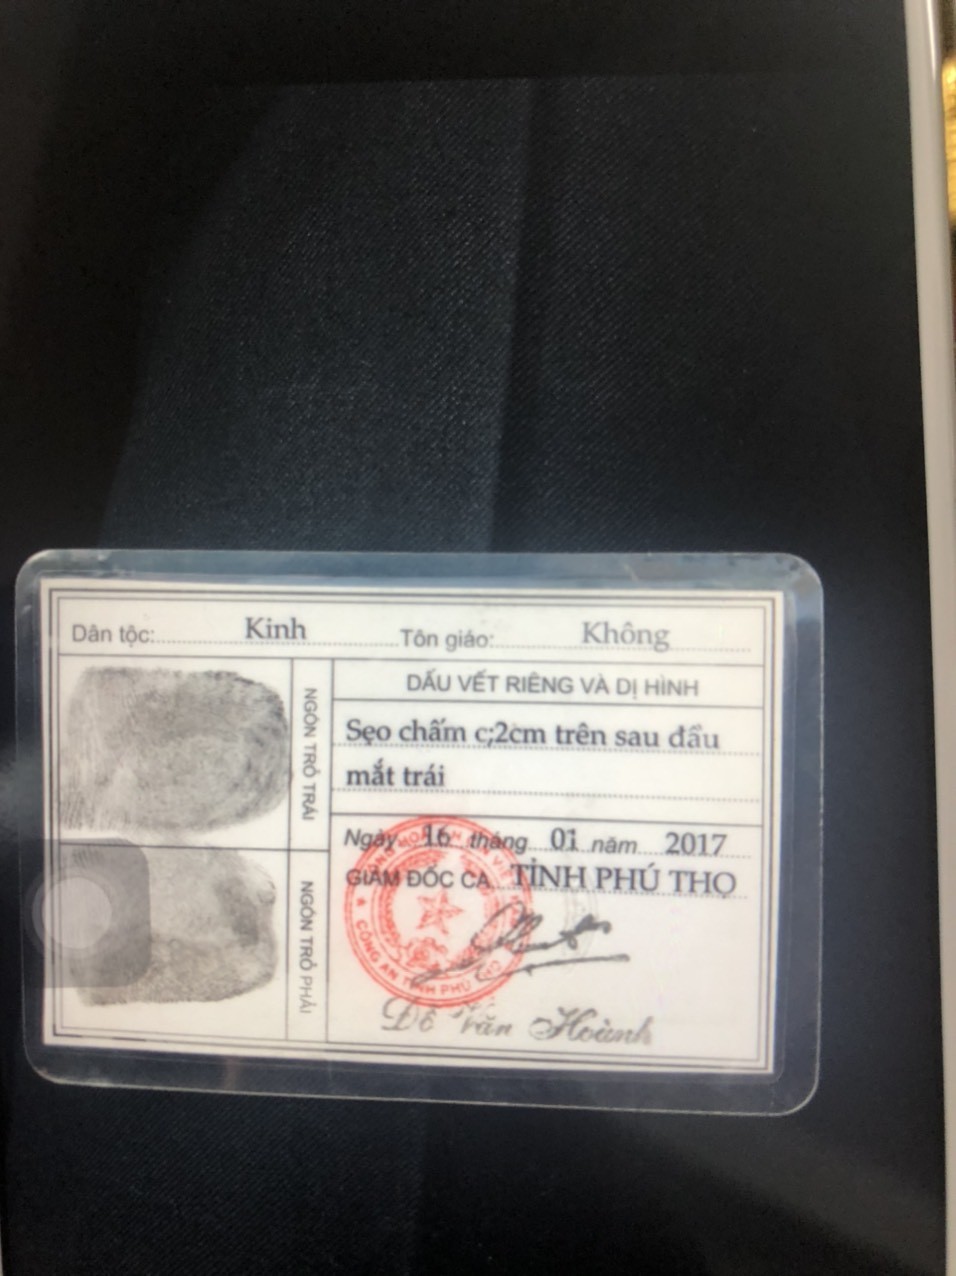 Dân tộc: Kinh Tôn giáo: Không
NGÓN TRỎ TRÁI
NGÓN TRỎ PHẢI
DẤU VẾT RIÊNG VÀ DỊ HÌNH
Sẹo chấm c;2cm trên sau đầu
mắt trái
Ngày 16 tháng 01 năm 2017
GIÁM ĐỐC CA TỈNH PHÚ THỌ
CÔNG AN TỈNH PHÚ THỌ
Đỗ Văn Hoành